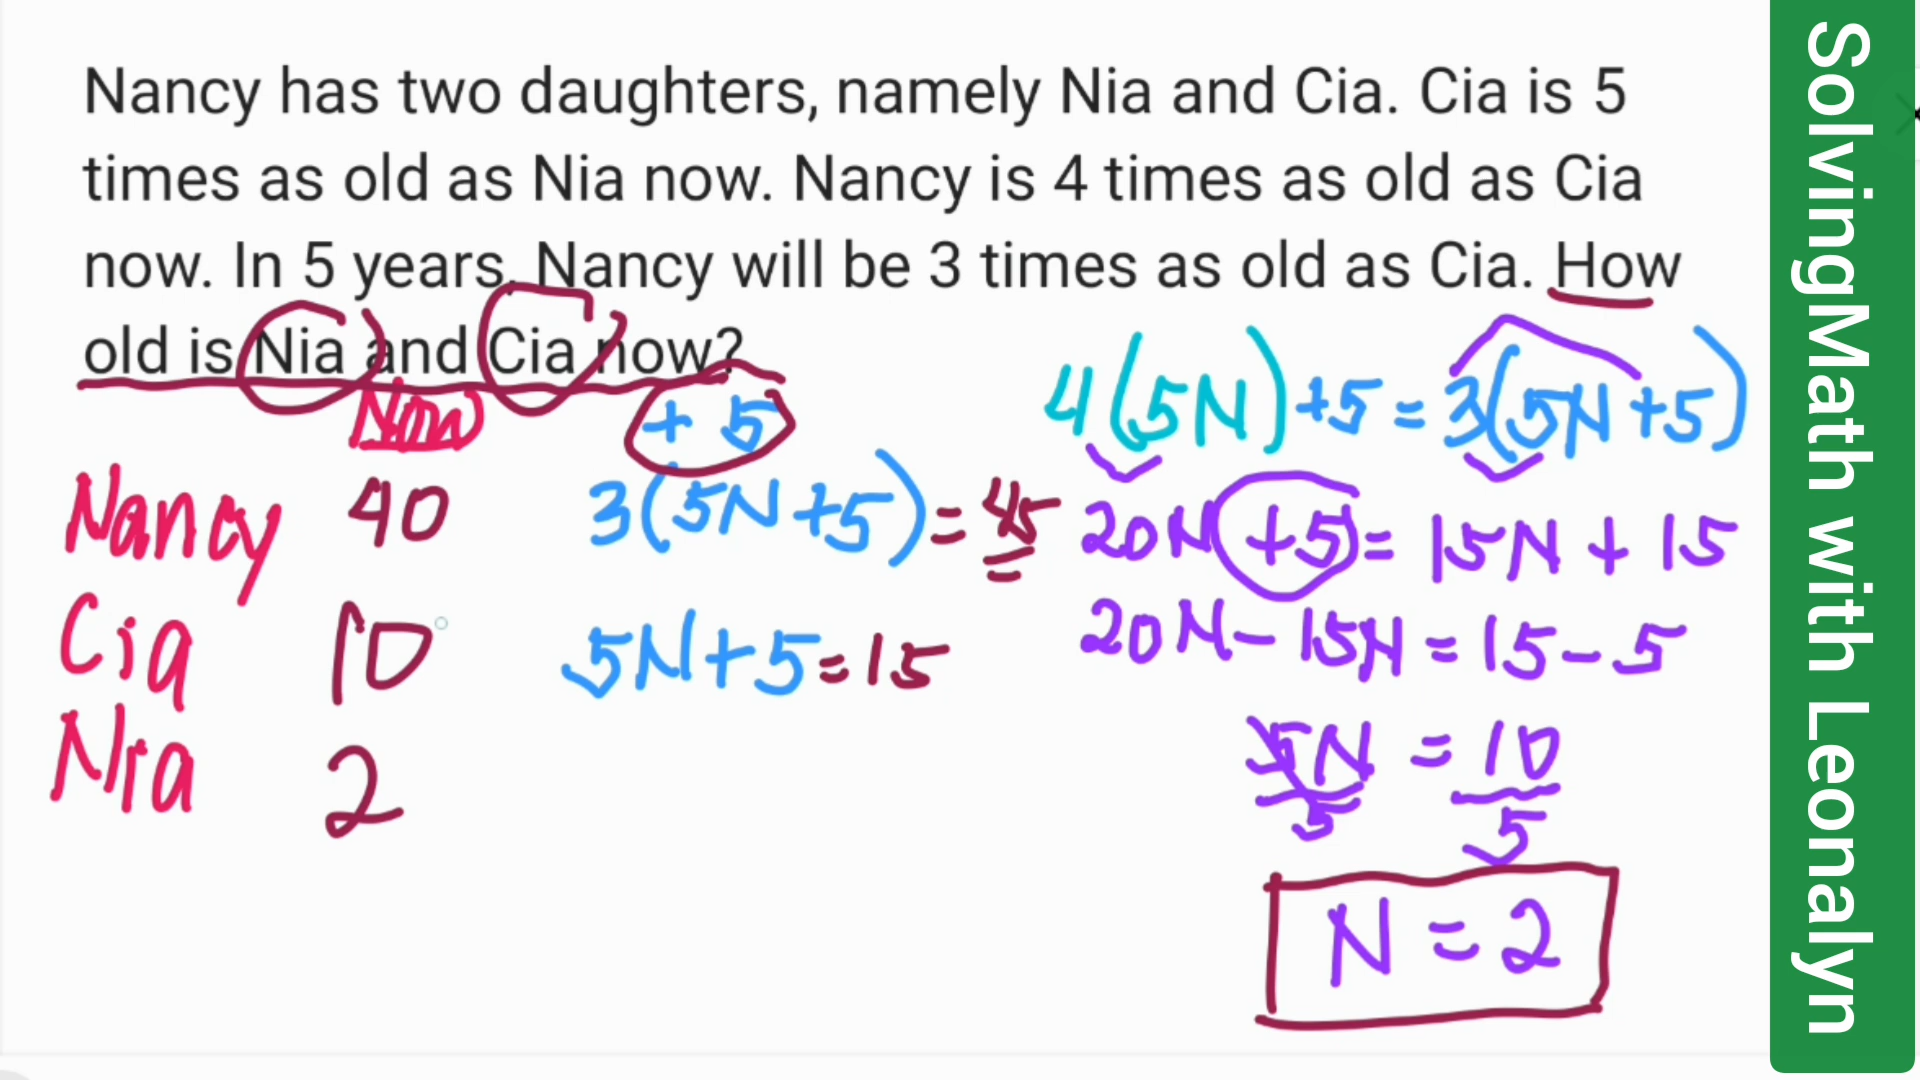 Nancy has two daughters, namely Nia and Cia. Cia is 5
times as old as Nia now. Nancy is 4 times as old as Cia
now. In 5 years, Nancy will be 3 times as old as Cia. How
old is Nia and Cia now?
Now + 5
Nancy 40 3(5N+5) = 45
Cia 10 5N+5=15
Nia 2
4(5N)+5=3(5N+5)
20N+5=15N+15
20N-15N=15-5
5N = 10
5 5
N = 2
SolvingMath with Leonalyn